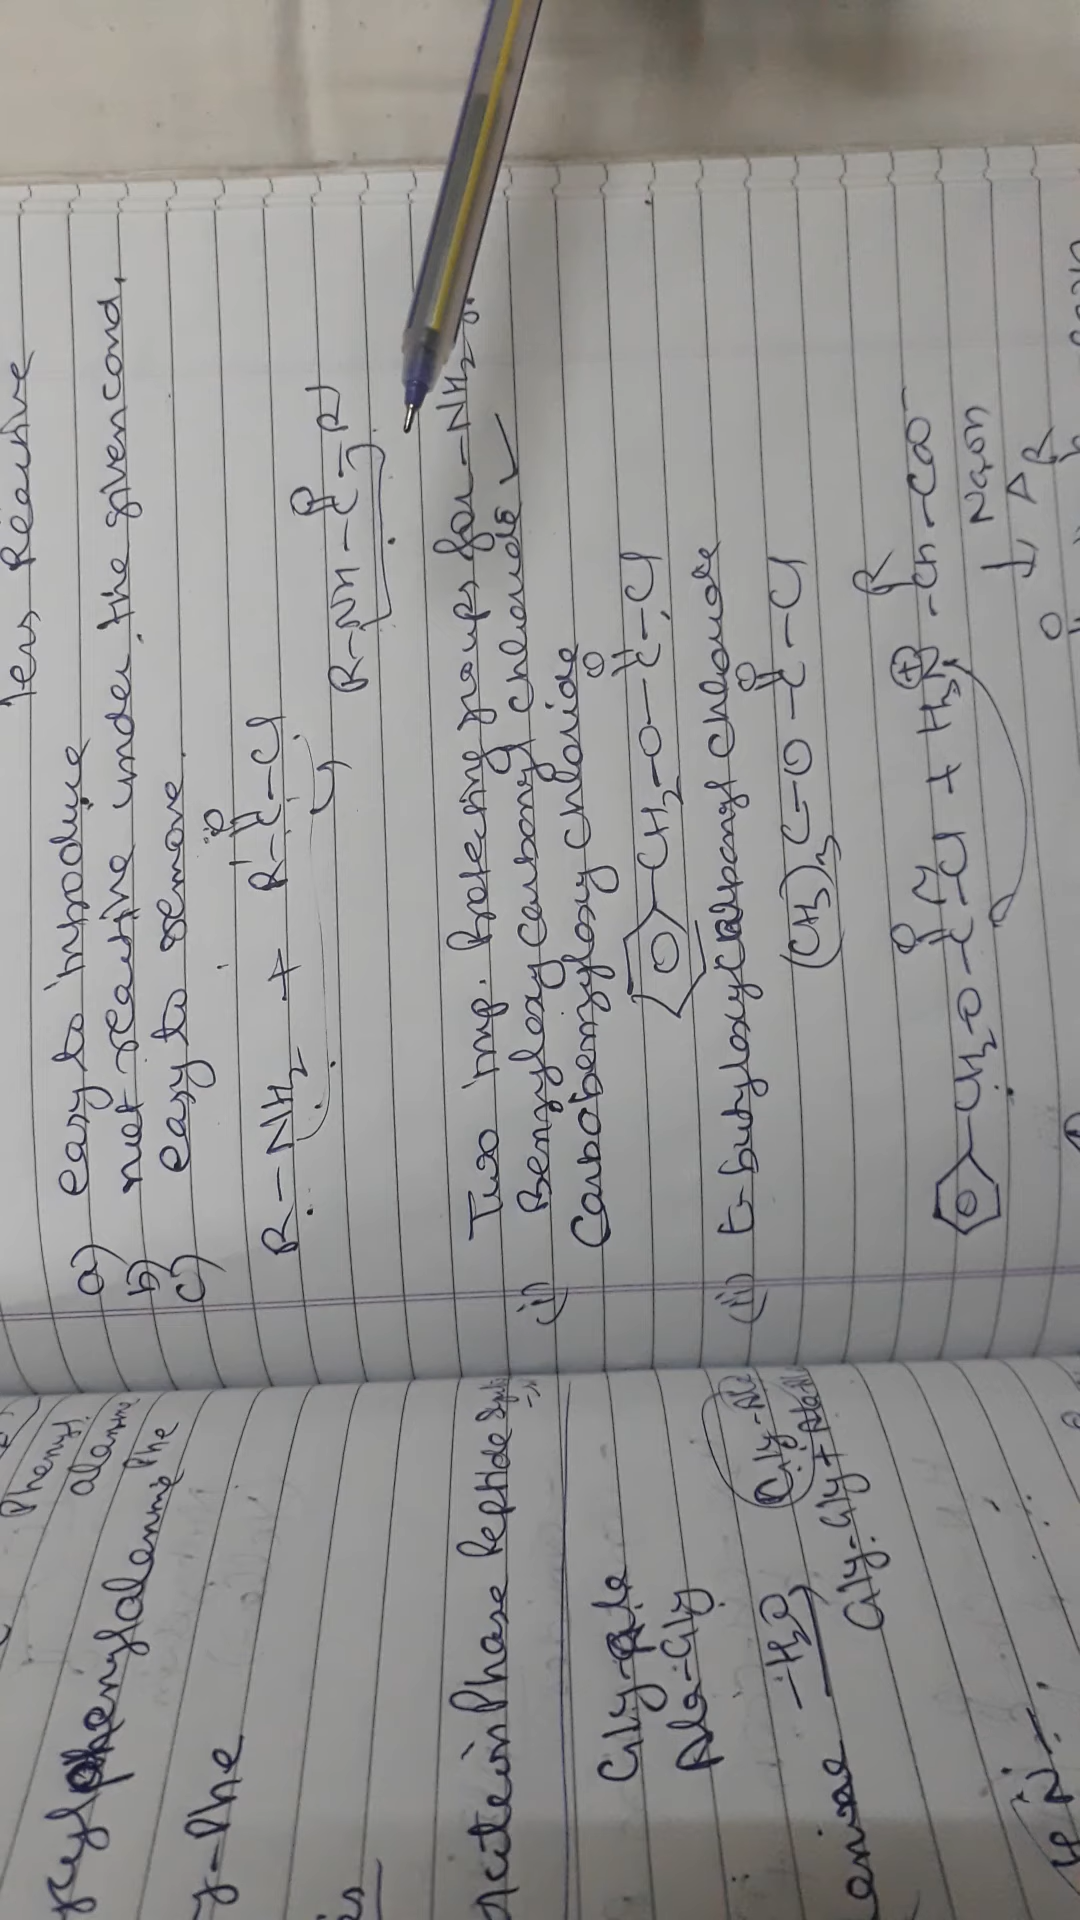 less Reactive
a) easy to introduce
b) not reactive under the given cond.
c) easy to remove
R-NH2 + R-C-Cl
O
R-NH-C-R
O
Two imp. Protecting groups for -NH2
(i) Benzyloxy carbonyl chloride ✓
Carbobenzyloxy chloride
-CH2-O-C-Cl
O
(ii) t-butyloxy carbonyl chloride
(CH3)3C-O-C-Cl
O
-CH2O-C-Cl + H3N-CH-COO-
O
⊕
R
↓ NaOH
Δ
R
O
Phenyl
alanine
phenylalanine Phe
y-Phe
Phase Peptide
Gly-Ala
Ala-Gly
-H2O
Gly-Ala
Gly-Gly + Ala-Ala